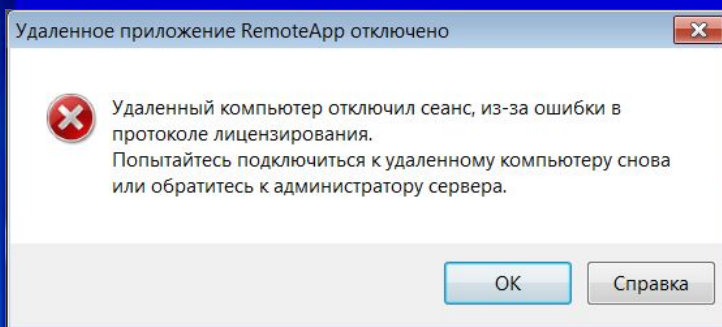 Удаленное приложение RemoteApp отключено
Удаленный компьютер отключил сеанс, из-за ошибки в
протоколе лицензирования.
Попытайтесь подключиться к удаленному компьютеру снова
или обратитесь к администратору сервера.
ОК
Справка